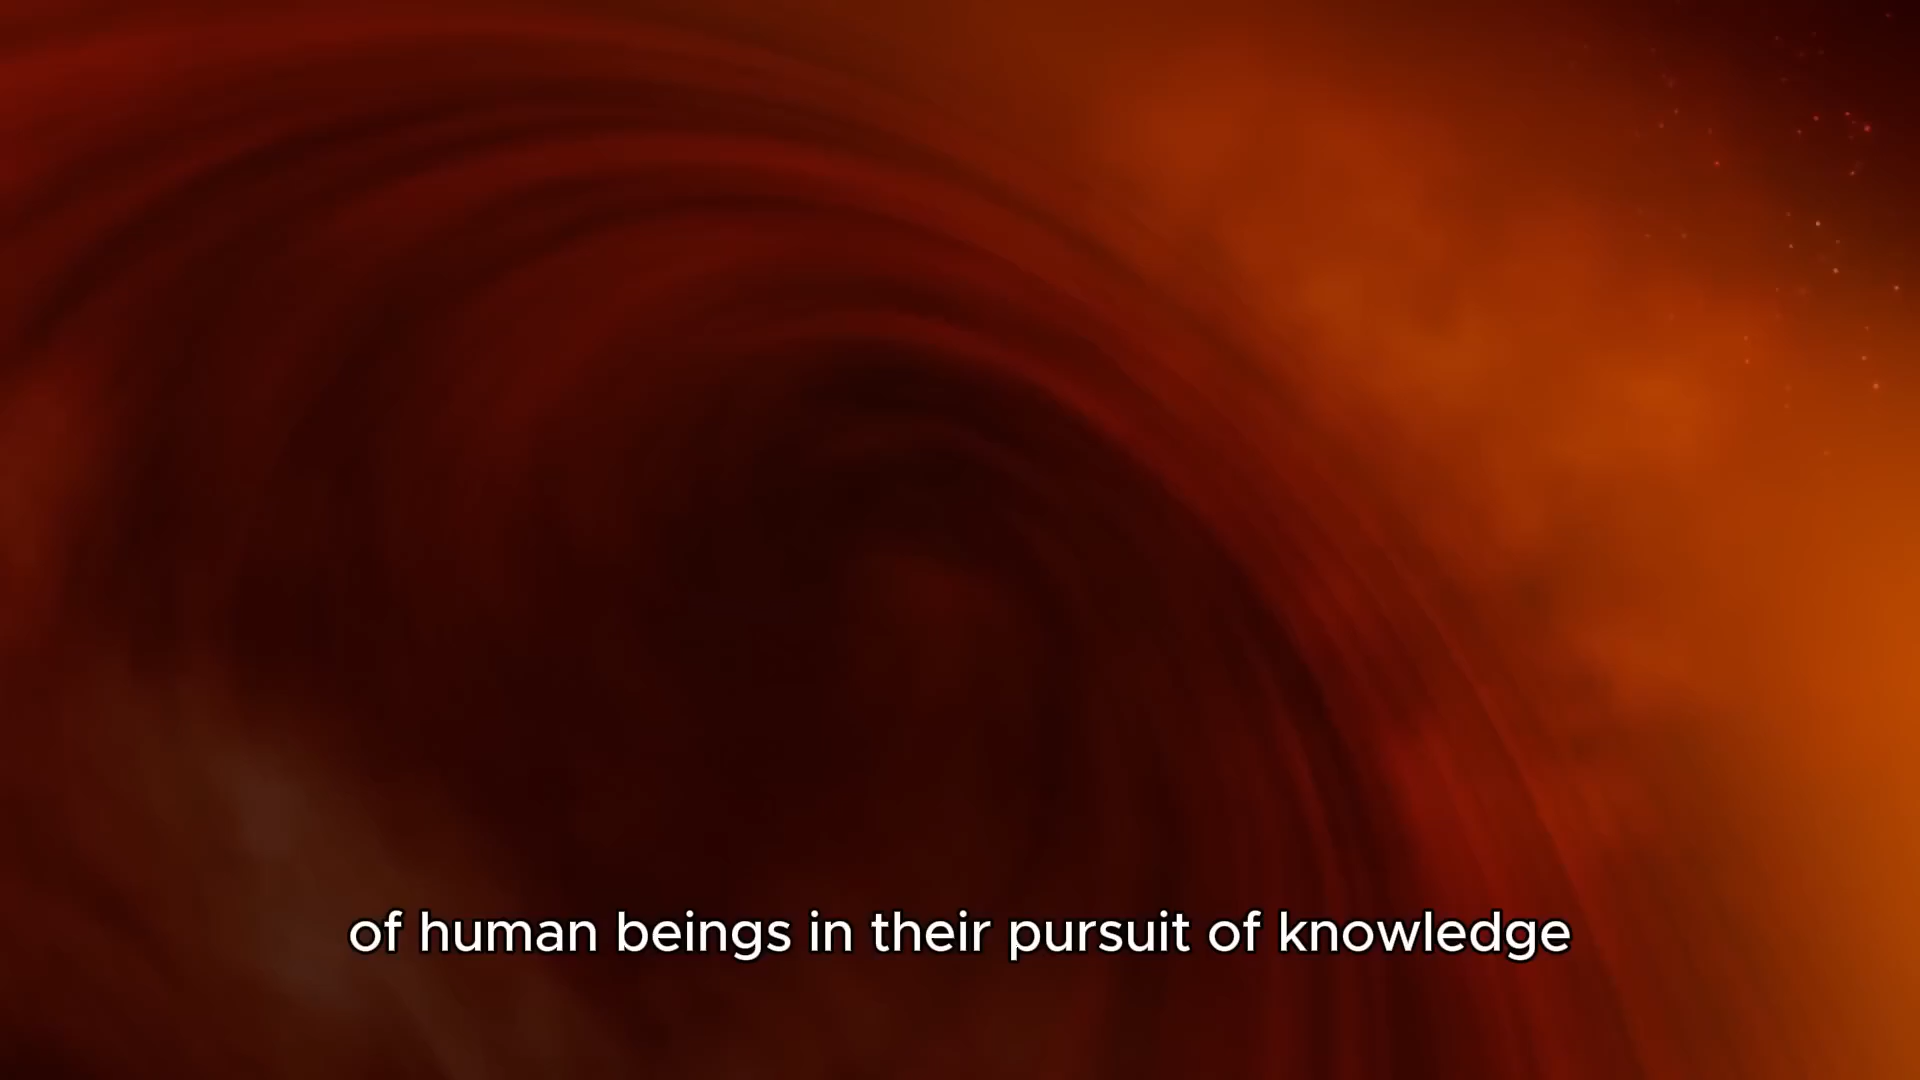 of human beings in their pursuit of knowledge